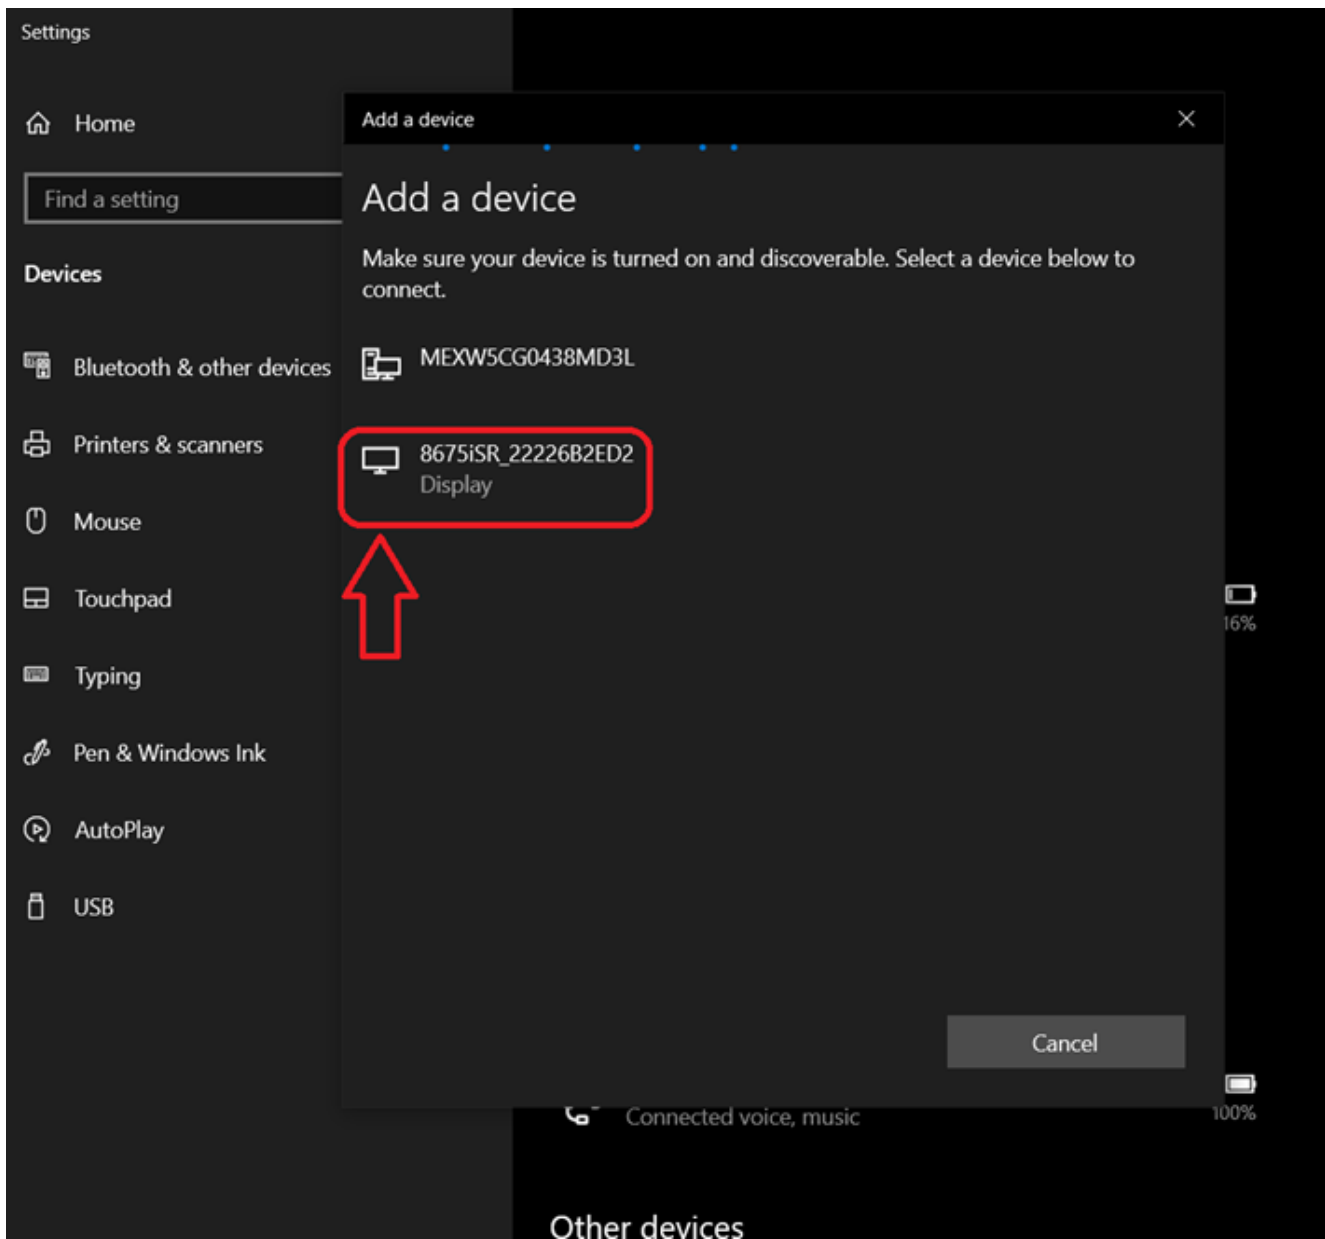 Settings
Home
Find a setting
Devices
Bluetooth & other devices
Printers & scanners
Mouse
Touchpad
Typing
Pen & Windows Ink
AutoPlay
USB
Add a device
Add a device
Make sure your device is turned on and discoverable. Select a device below to
connect.
MEXW5CG0438MD3L
8675iSR_22226B2ED2
Display
Cancel
16%
Connected voice, music
100%
Other devices